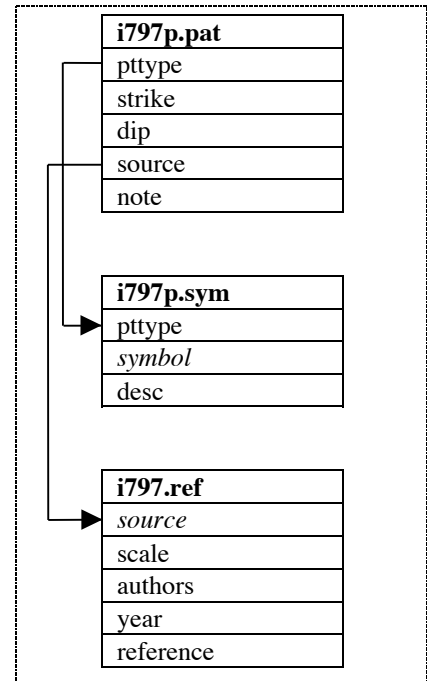 i797p.pat
pttype
strike
dip
source
note
i797p.sym
pttype
symbol
desc
i797.ref
source
scale
authors
year
reference